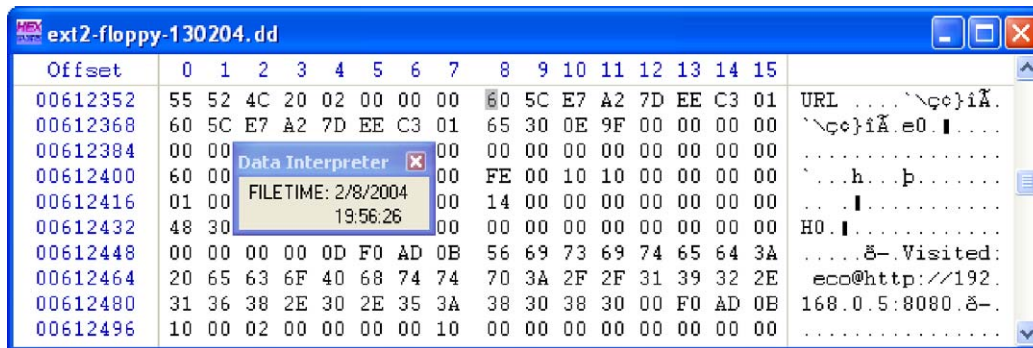 ext2-floppy-130204.dd
Offset 0 1 2 3 4 5 6 7 8 9 10 11 12 13 14 15
00612352 55 52 4C 20 02 00 00 00 60 5C E7 A2 7D EE C3 01 URL ....`\ç¢}îÃ.
00612368 60 5C E7 A2 7D EE C3 01 65 30 0E 9F 00 00 00 00 `\ç¢}îÃ.e0.▮....
00612384 00 00 00 00 00 00 00 00 00 00 00 ................
00612400 60 00 00 FE 00 10 10 00 00 00 00 `...h...þ.......
00612416 01 00 00 14 00 00 00 00 00 00 00 .. .▮...........
00612432 48 30 00 00 00 00 00 00 00 00 00 H0.▮............
Data Interpreter
FILETIME: 2/8/2004
19:56:26
00612448 00 00 00 00 0D F0 AD 0B 56 69 73 69 74 65 64 3A .....ð-.Visited:
00612464 20 65 63 6F 40 68 74 74 70 3A 2F 2F 31 39 32 2E eco@http://192.
00612480 31 36 38 2E 30 2E 35 3A 38 30 38 30 00 F0 AD 0B 168.0.5:8080.ð-.
00612496 10 00 02 00 00 00 00 10 00 00 00 00 00 00 00 00 ................